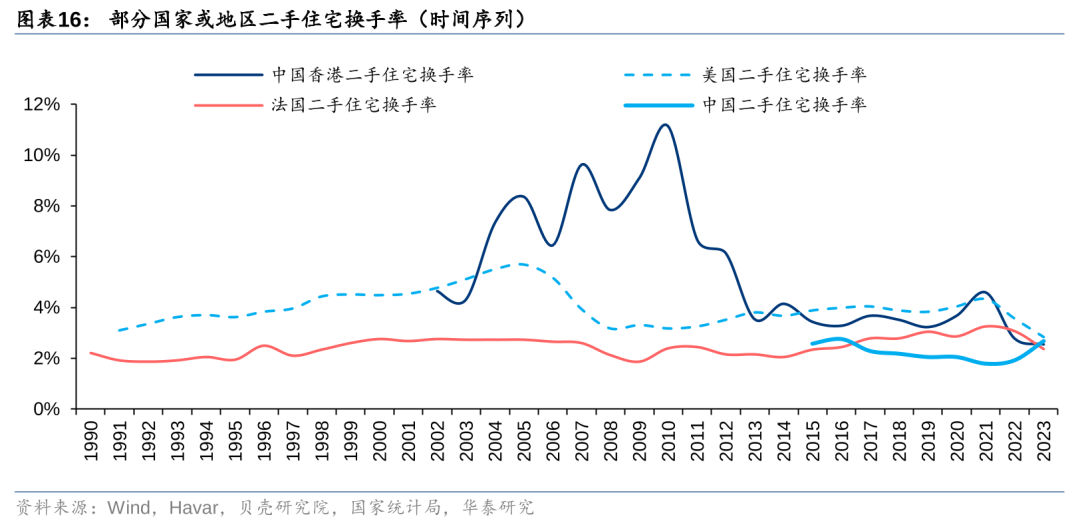 图表16： 部分国家或地区二手住宅换手率（时间序列）
中国香港二手住宅换手率 美国二手住宅换手率
法国二手住宅换手率 中国二手住宅换手率
12%
10%
8%
6%
4%
2%
0%
1990 1991 1992 1993 1994 1995 1996 1997 1998 1999 2000 2001 2002 2003 2004 2005 2006 2007 2008 2009 2010 2011 2012 2013 2014 2015 2016 2017 2018 2019 2020 2021 2022 2023
资料来源：Wind，Havar，贝壳研究院，国家统计局，华泰研究